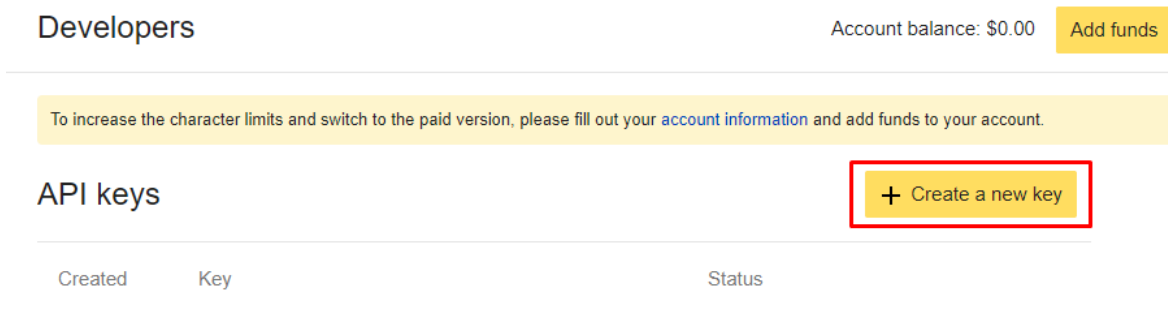 Developers
Account balance: $0.00
Add funds
To increase the character limits and switch to the paid version, please fill out your account information and add funds to your account.
API keys
+ Create a new key
Created
Key
Status